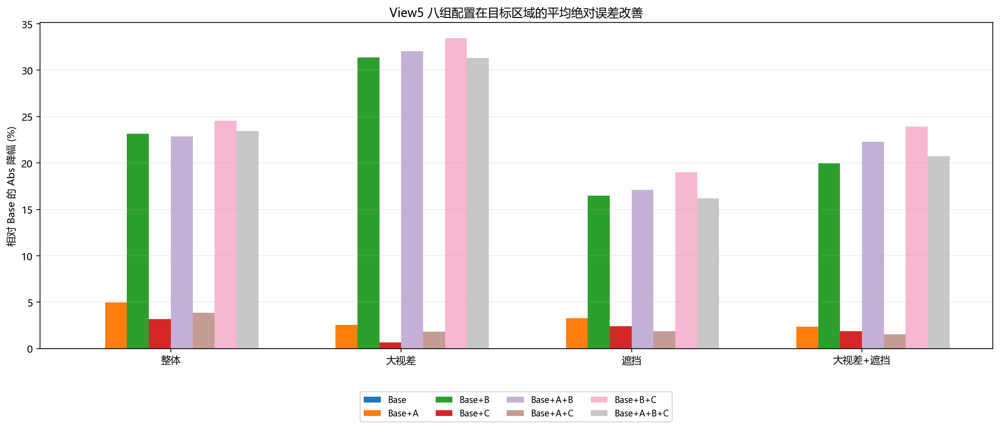 View5 八组配置在目标区域的平均绝对误差改善
相对 Base 的 Abs 降幅 (%)
35
30
25
20
15
10
5
0
整体
大视差
遮挡
大视差+遮挡
Base
Base+B
Base+A+B
Base+B+C
Base+A
Base+C
Base+A+C
Base+A+B+C